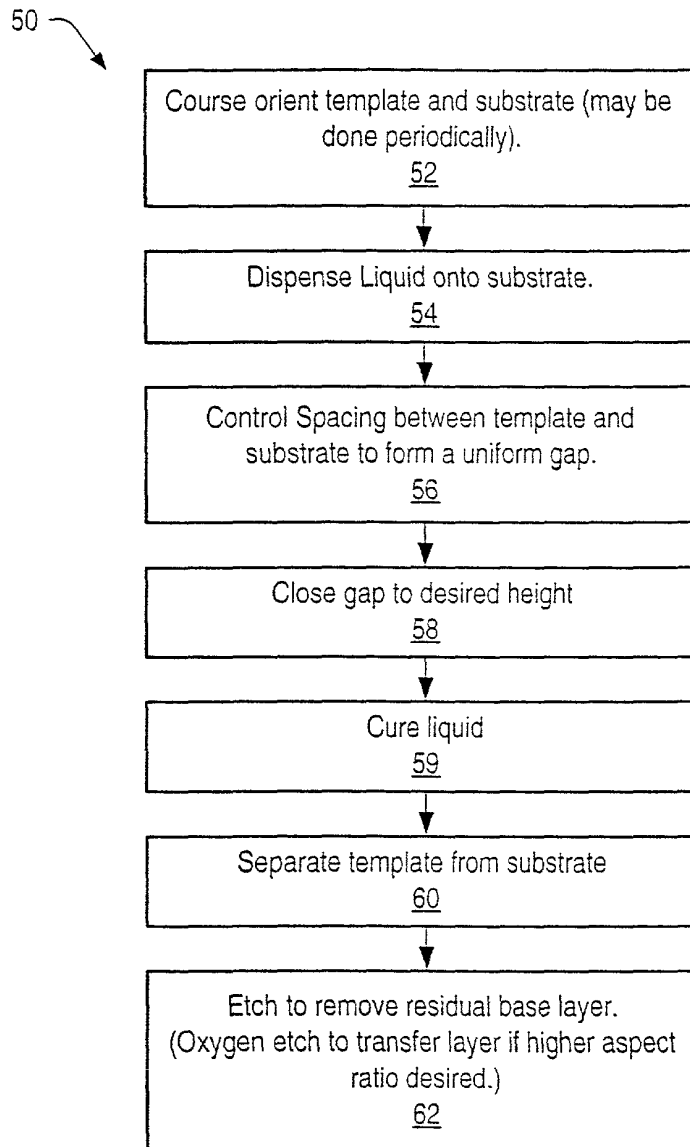 50
Course orient template and substrate (may be
done periodically).
52
Dispense Liquid onto substrate.
54
Control Spacing between template and
substrate to form a uniform gap.
56
Close gap to desired height
58
Cure liquid
59
Separate template from substrate
60
Etch to remove residual base layer.
(Oxygen etch to transfer layer if higher aspect
ratio desired.)
62